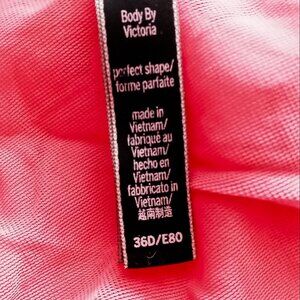 Body By
Victoria
perfect shape/
forme parfaite
made in
Vietnam/
fabriqué au
Vietnam/
hecho en
Vietnam/
fabbricato in
Vietnam/
越南制造
36D/E80